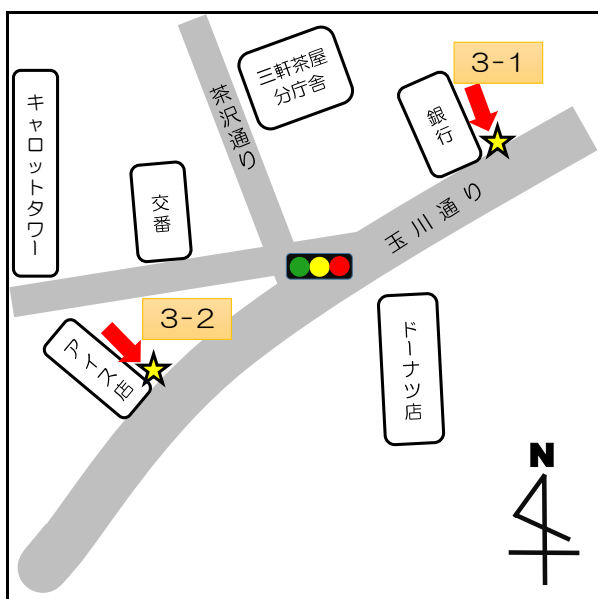 三軒茶屋
分庁舎
3-1
茶沢通り
銀行
キャロットタワー
交番
玉川通り
3-2
アイス店
ドーナツ店
N